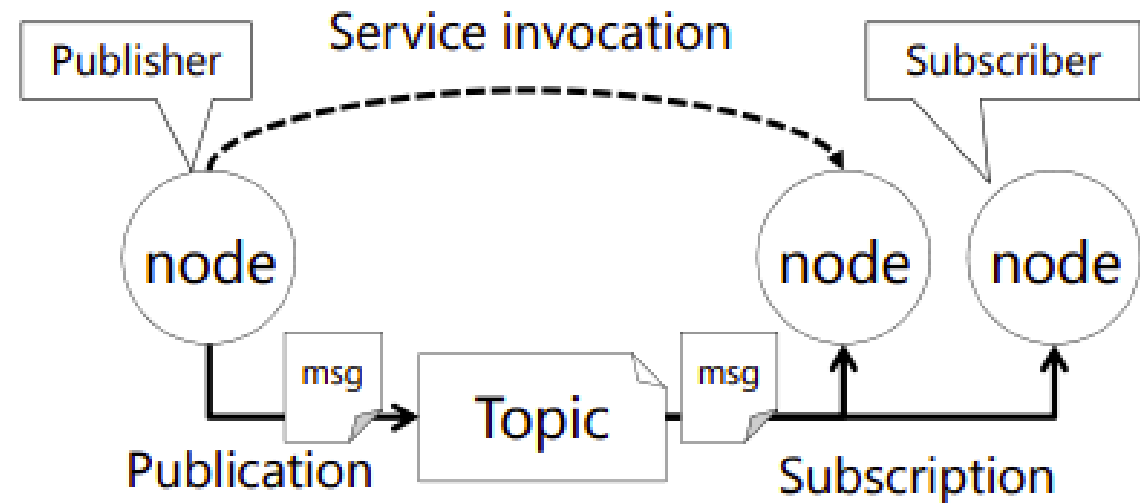 Service invocation
Publisher
Subscriber
node
node
node
msg
msg
Topic
Publication
Subscription